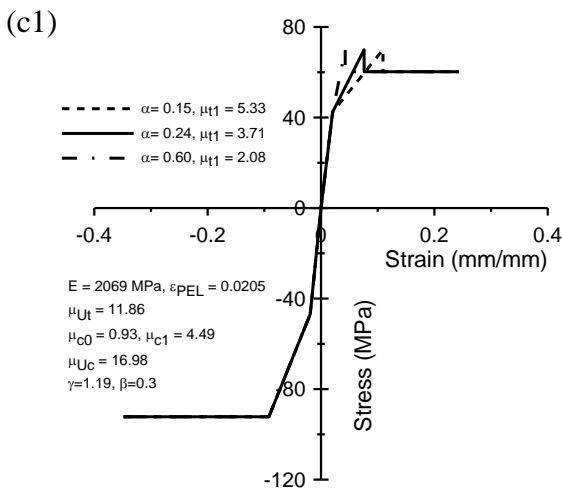 (c1)
80
40
0
-40
-80
-120
α= 0.15, μt1 = 5.33
α= 0.24, μt1 = 3.71
α= 0.60, μt1 = 2.08
-0.4 -0.2 0 0.2 0.4
Strain (mm/mm)
Stress (MPa)
E = 2069 MPa, εPEL = 0.0205
μUt = 11.86
μc0 = 0.93, μc1 = 4.49
μUc = 16.98
γ=1.19, β=0.3